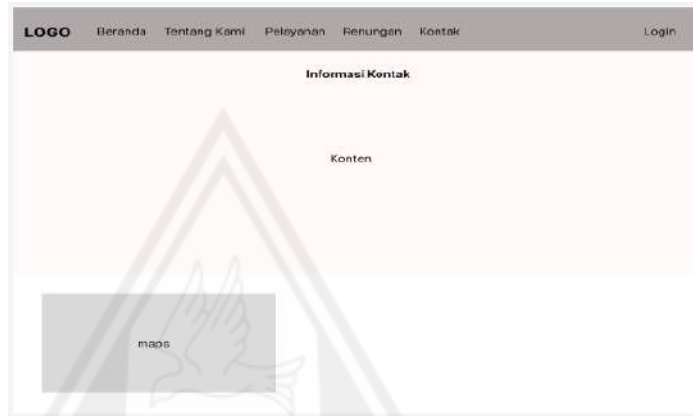 LOGO Beranda Tentang Kami Pelayanan Renungan Kontak Login
Informasi Kontak
Konten
maps